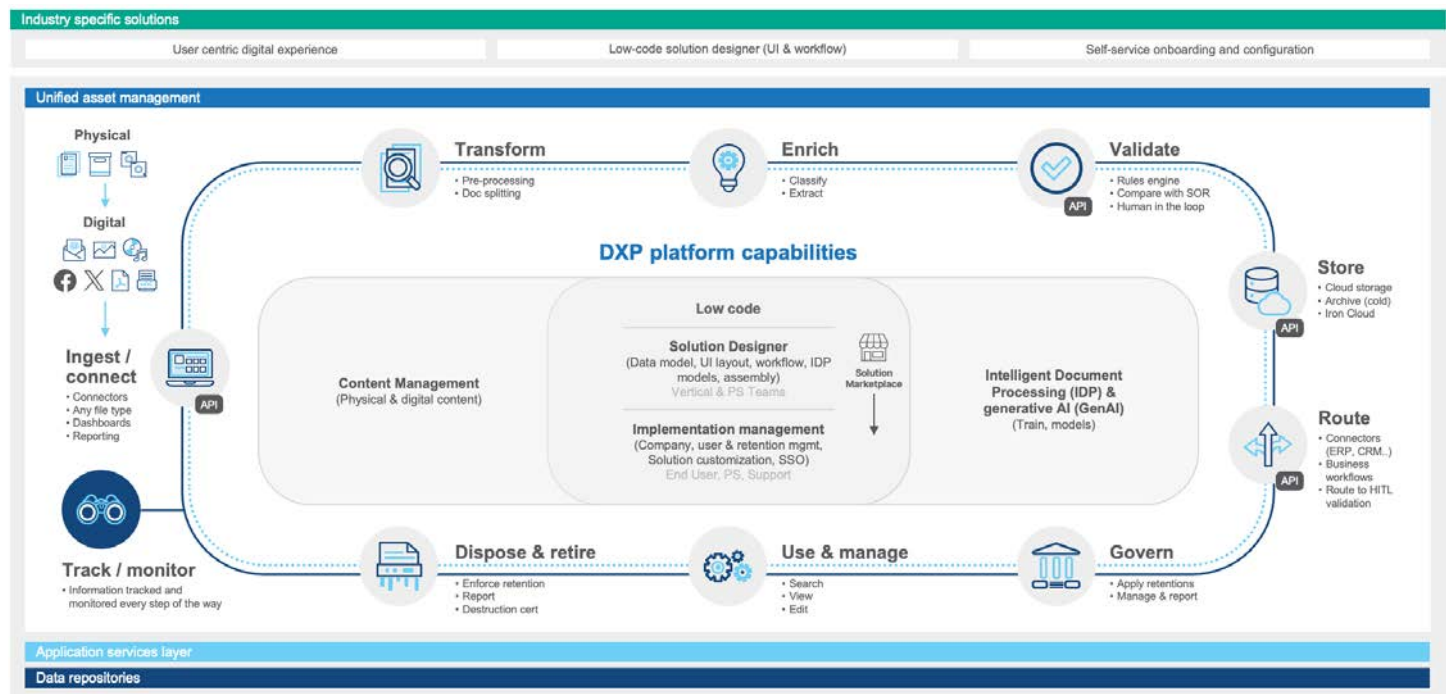 Industry specific solutions
User centric digital experience
Low-code solution designer (UI & workflow)
Self-service onboarding and configuration
Unified asset management
Physical
Digital
Ingest /
connect
• Connectors
• Any file type
• Dashboards
• Reporting
API
Track / monitor
• Information tracked and
monitored every step of the way
Transform
• Pre-processing
• Doc splitting
Enrich
• Classify
• Extract
Validate
• Rules engine
• Compare with SOR
• Human in the loop
API
Store
• Cloud storage
• Archive (cold)
• Iron Cloud
API
Route
• Connectors
(ERP, CRM..)
• Business
workflows
• Route to HITL
validation
API
DXP platform capabilities
Content Management
(Physical & digital content)
Low code
Solution Designer
(Data model, UI layout, workflow, IDP
models, assembly)
Vertical & PS Teams
Implementation management
(Company, user & retention mgmt,
Solution customization, SSO)
End User, PS, Support
Solution
Marketplace
Intelligent Document
Processing (IDP) &
generative AI (GenAI)
(Train, models)
Dispose & retire
• Enforce retention
• Report
• Destruction cert
Use & manage
• Search
• View
• Edit
Govern
• Apply retentions
• Manage & report
Application services layer
Data repositories